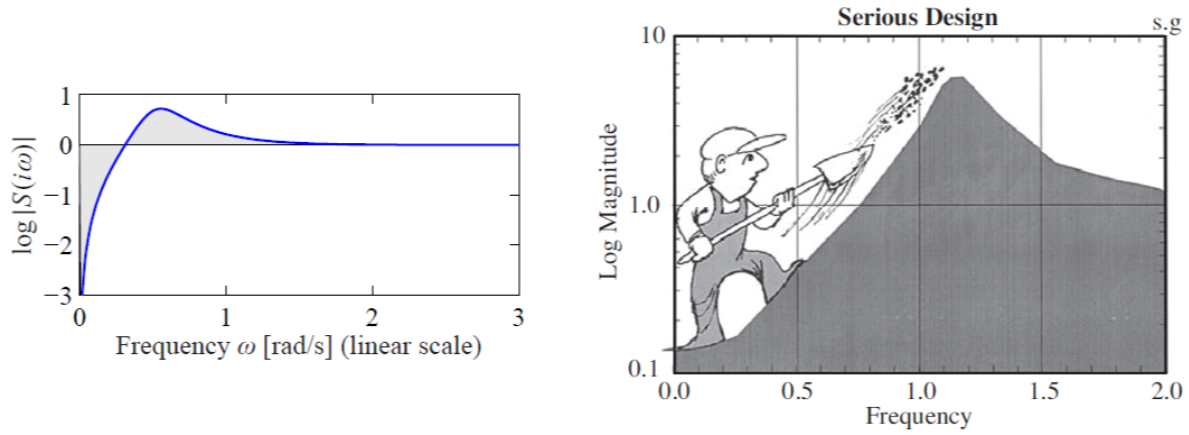 1
0
−1
−2
−3
log |S(iω)|
0 1 2 3
Frequency ω [rad/s] (linear scale)
Serious Design
s.g
10
1.0
0.1
Log Magnitude
0.0 0.5 1.0 1.5 2.0
Frequency